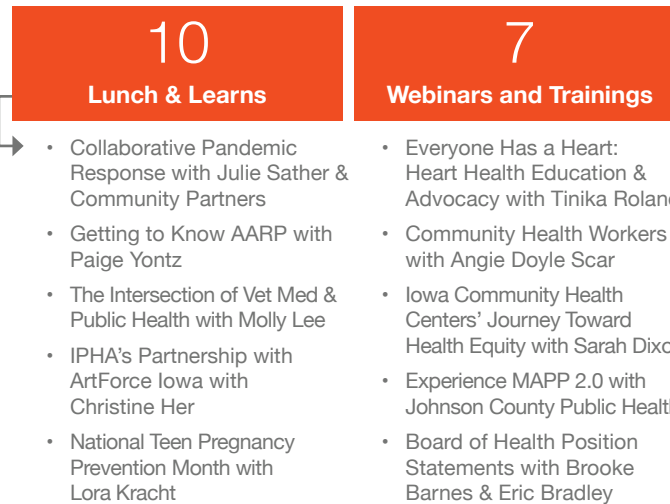 10
Lunch & Learns
• Collaborative Pandemic
Response with Julie Sather &
Community Partners
• Getting to Know AARP with
Paige Yontz
• The Intersection of Vet Med &
Public Health with Molly Lee
• IPHA’s Partnership with
ArtForce Iowa with
Christine Her
• National Teen Pregnancy
Prevention Month with
Lora Kracht
7
Webinars and Trainings
• Everyone Has a Heart:
Heart Health Education &
Advocacy with Tinika
• Community Health Workers
with Angie Doyle Scar
• Iowa Community Health
Centers’ Journey Toward
Health Equity with Sarah
• Experience MAPP 2.0 with
Johnson County Public
• Board of Health Position
Statements with Brooke
Barnes & Eric Bradley